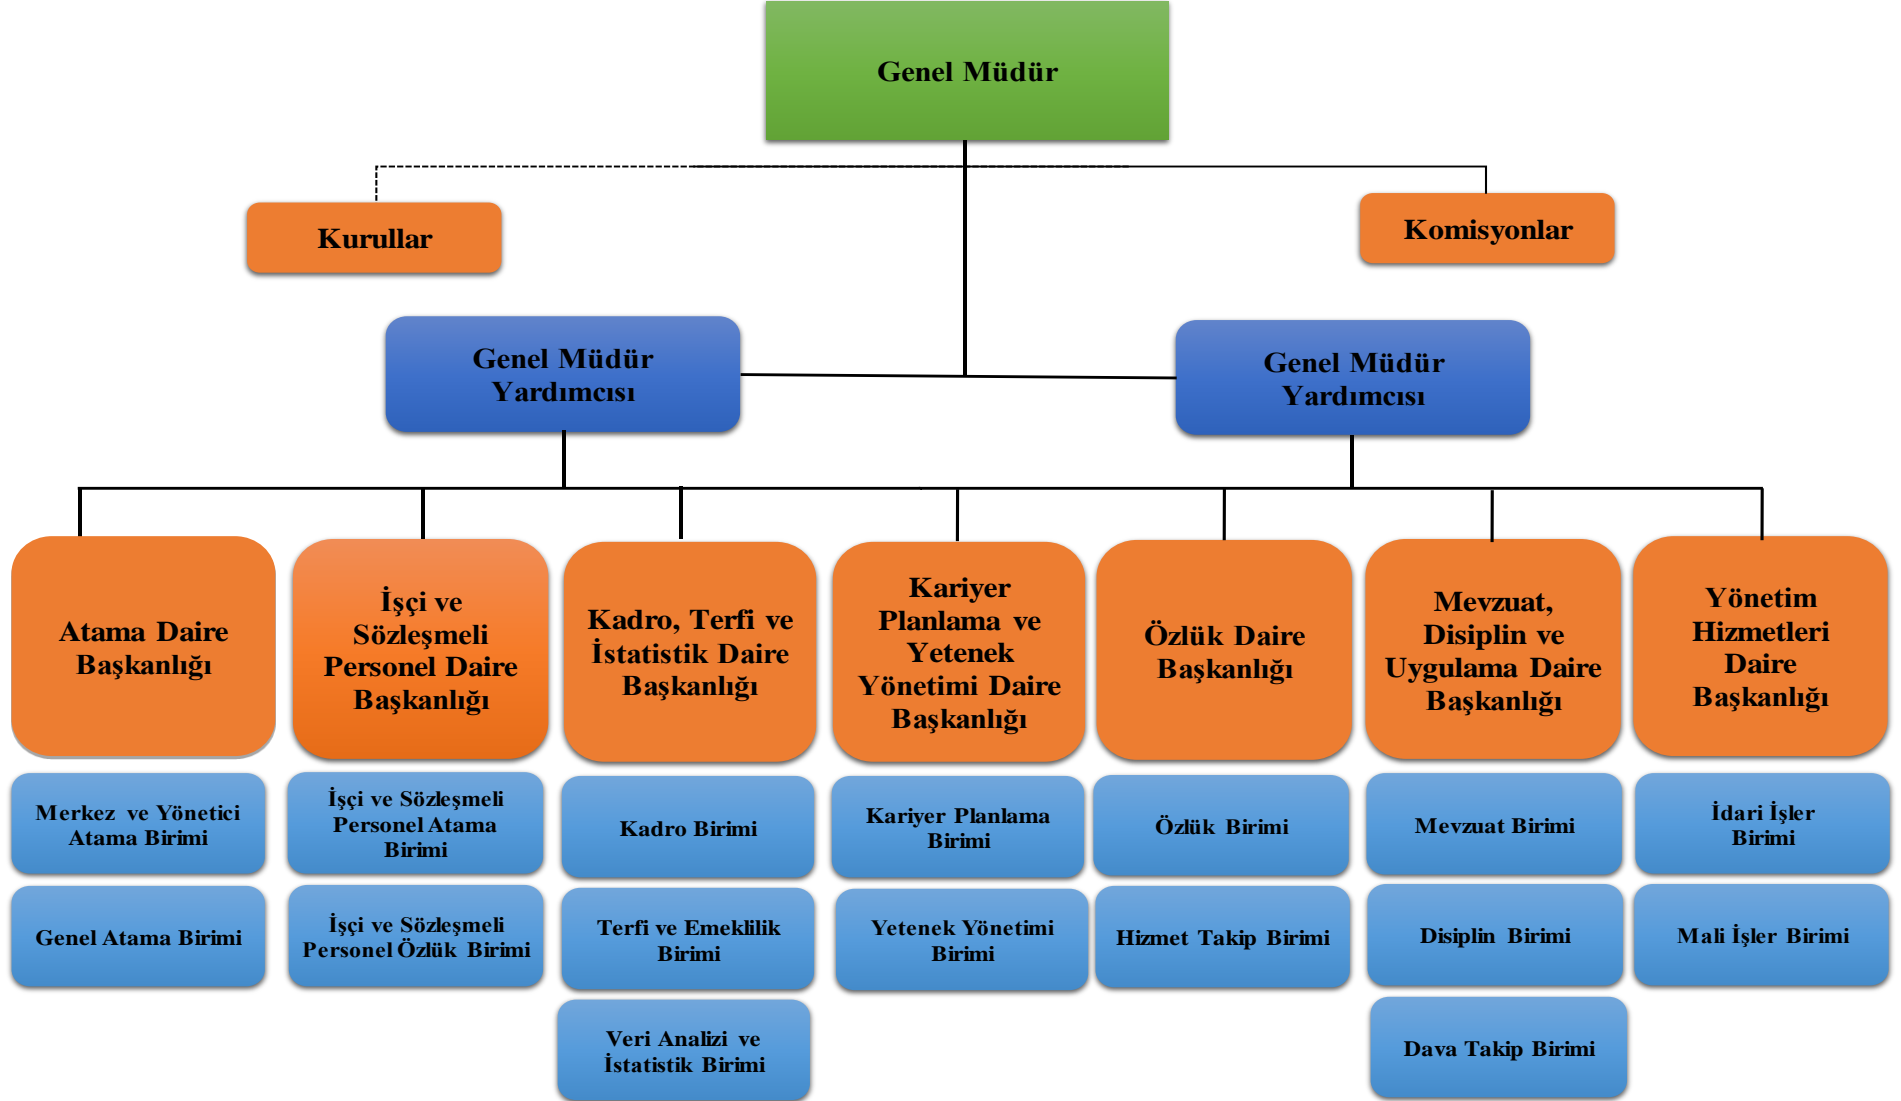 Genel Müdür
Kurullar
Komisyonlar
Genel Müdür
Yardımcısı
Genel Müdür
Yardımcısı
Atama Daire
Başkanlığı
İşçi ve
Sözleşmeli
Personel Daire
Başkanlığı
Kadro, Terfi ve
İstatistik Daire
Başkanlığı
Kariyer
Planlama ve
Yetenek
Yönetimi Daire
Başkanlığı
Özlük Daire
Başkanlığı
Mevzuat,
Disiplin ve
Uygulama Daire
Başkanlığı
Yönetim
Hizmetleri
Daire
Başkanlığı
Merkez ve Yönetici
Atama Birimi
İşçi ve Sözleşmeli
Personel Atama
Birimi
Kadro Birimi
Kariyer Planlama
Birimi
Özlük Birimi
Mevzuat Birimi
İdari İşler
Birimi
Genel Atama Birimi
İşçi ve Sözleşmeli
Personel Özlük Birimi
Terfi ve Emeklilik
Birimi
Yetenek Yönetimi
Birimi
Hizmet Takip Birimi
Disiplin Birimi
Mali İşler Birimi
Veri Analizi ve
İstatistik Birimi
Dava Takip Birimi